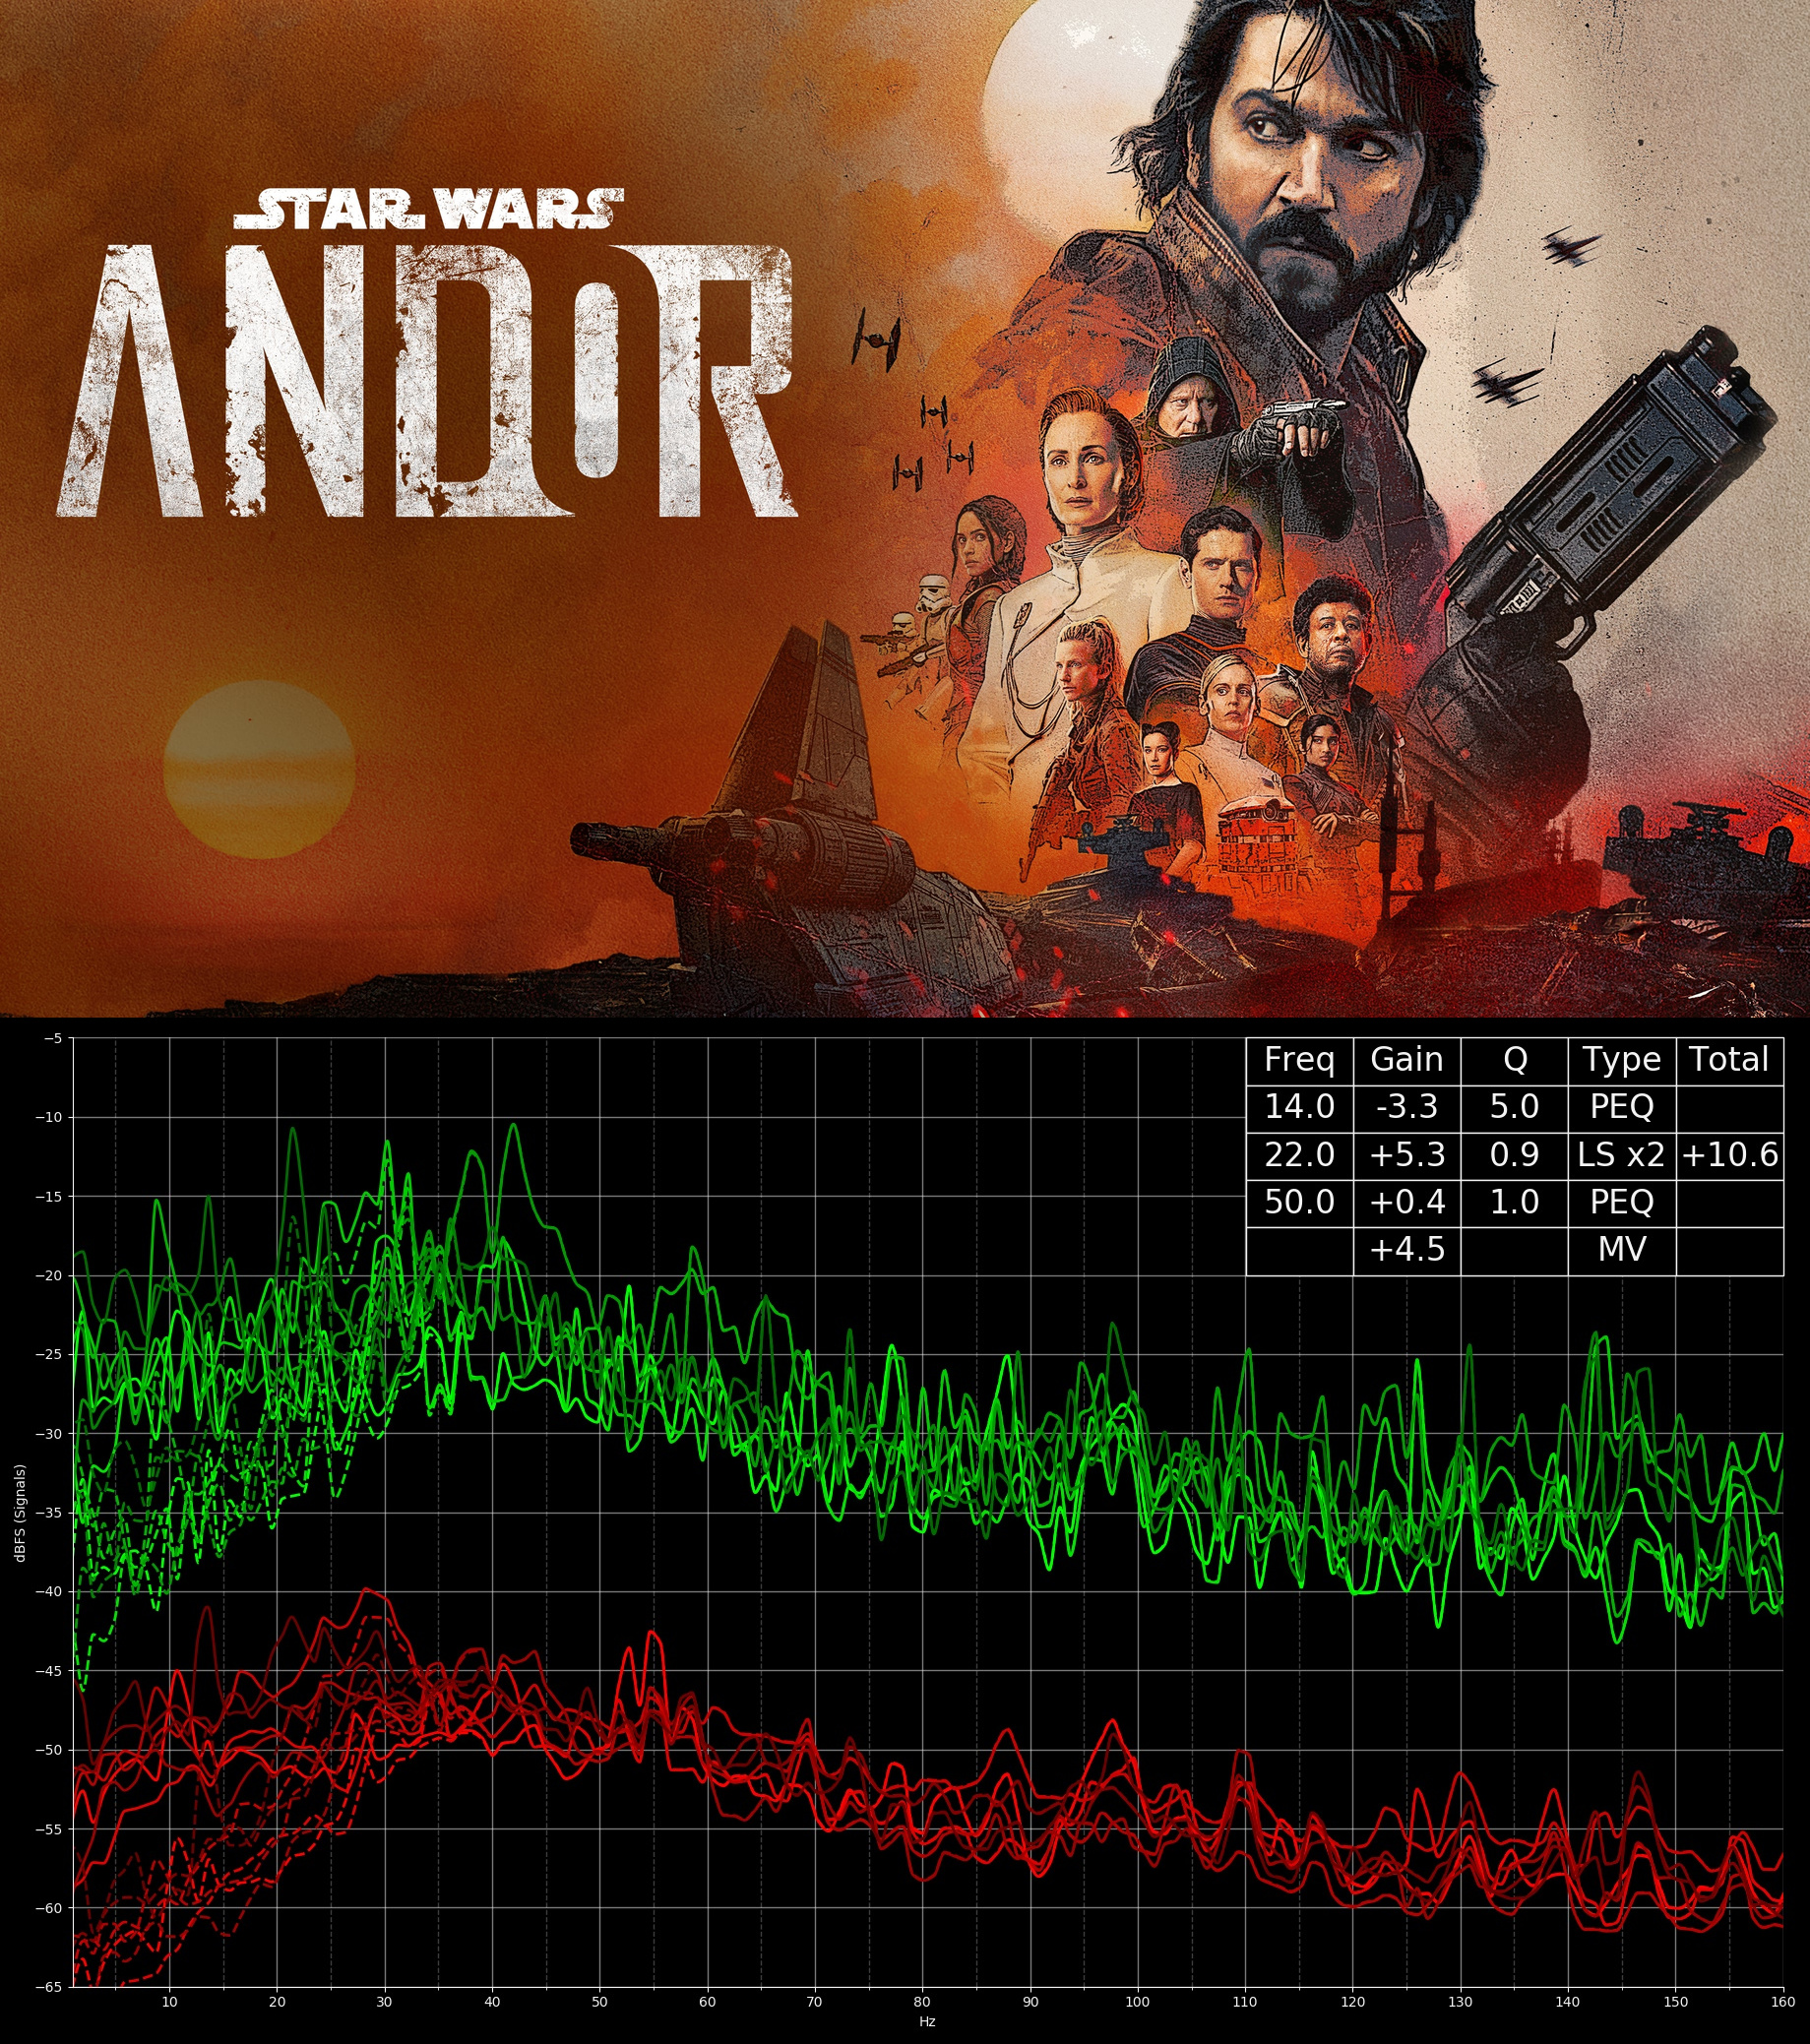 STAR WARS
ANDOR
Freq Gain Q Type Total
14.0 -3.3 5.0 PEQ
22.0 +5.3 0.9 LS x2 +10.6
50.0 +0.4 1.0 PEQ
+4.5 MV
−5
−10
−15
−20
−25
−30
−35
−40
−45
−50
−55
−60
−65
dBFS (Signals)
10 20 30 40 50 60 70 80 90 100 110 120 130 140 150 160
Hz